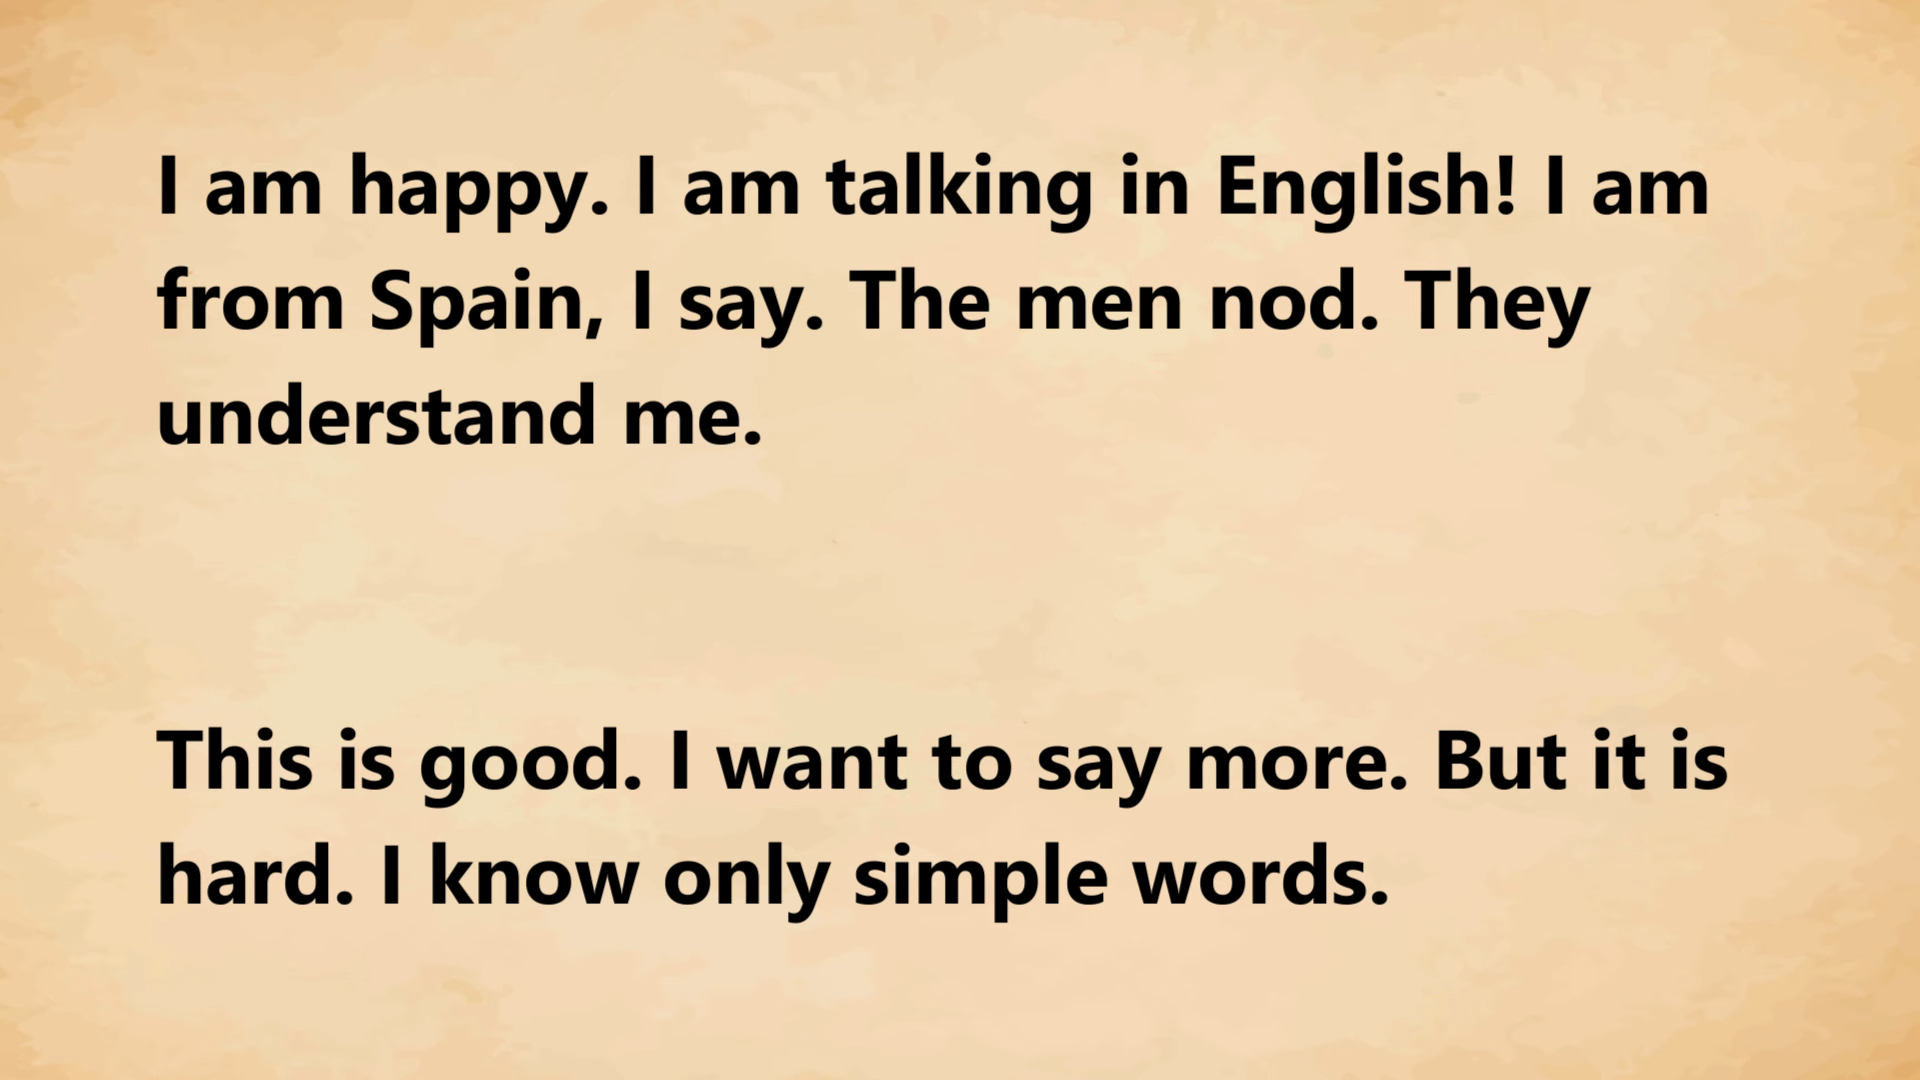 I am happy. I am talking in English! I am
from Spain, I say. The men nod. They
understand me.
This is good. I want to say more. But it is
hard. I know only simple words.